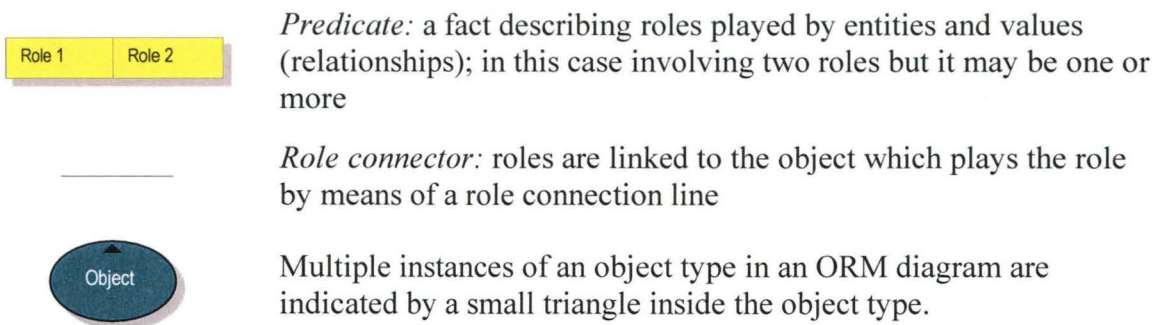 Predicate: a fact describing roles played by entities and values
Role 1 Role 2
(relationships); in this case involving two roles but it may be one or
more
Role connector: roles are linked to the object which plays the role
by means of a role connection line
Object
Multiple instances of an object type in an ORM diagram are
indicated by a small triangle inside the object type.